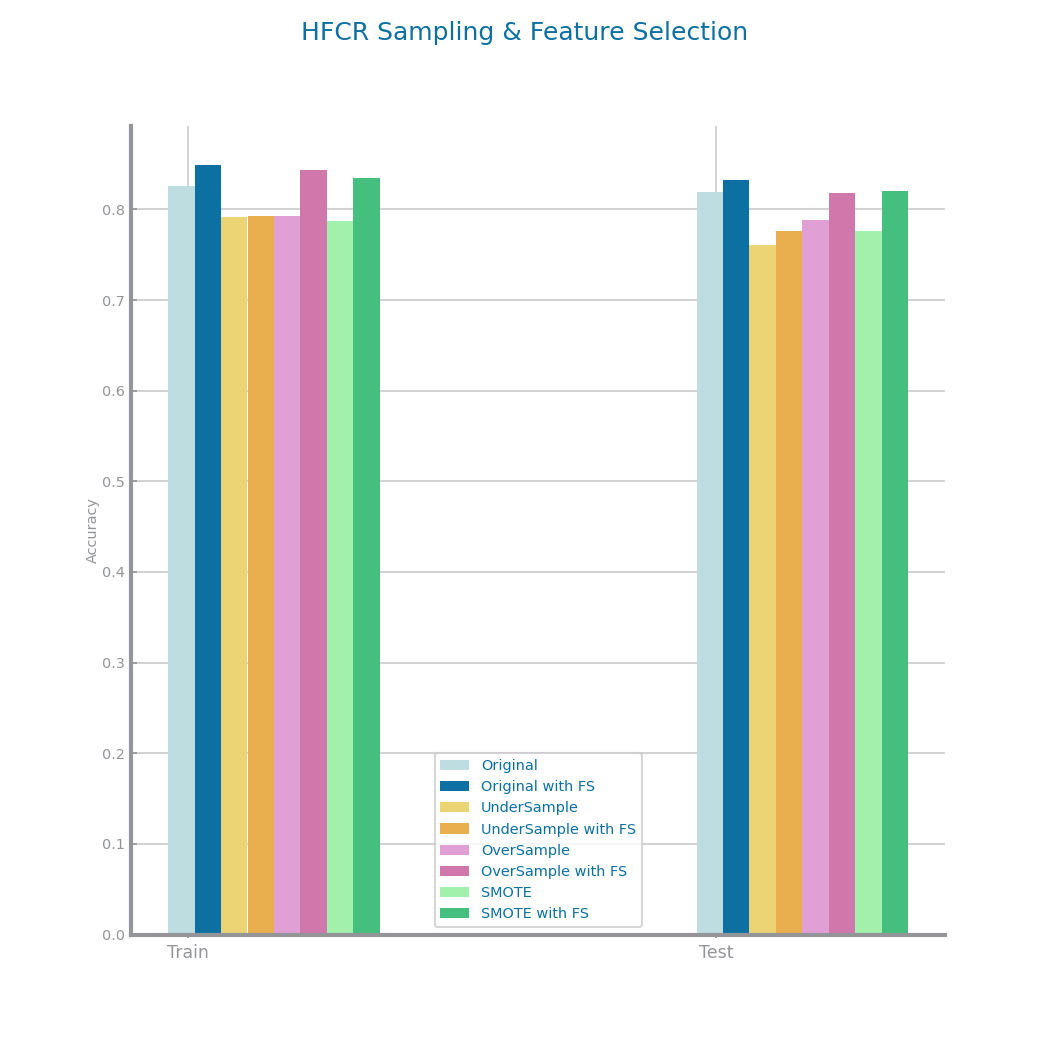 HFCR Sampling & Feature Selection
Accuracy
0.8
0.7
0.6
0.5
0.4
0.3
0.2
0.1
0.0
Train
Test
Original
Original with FS
UnderSample
UnderSample with FS
OverSample
OverSample with FS
SMOTE
SMOTE with FS